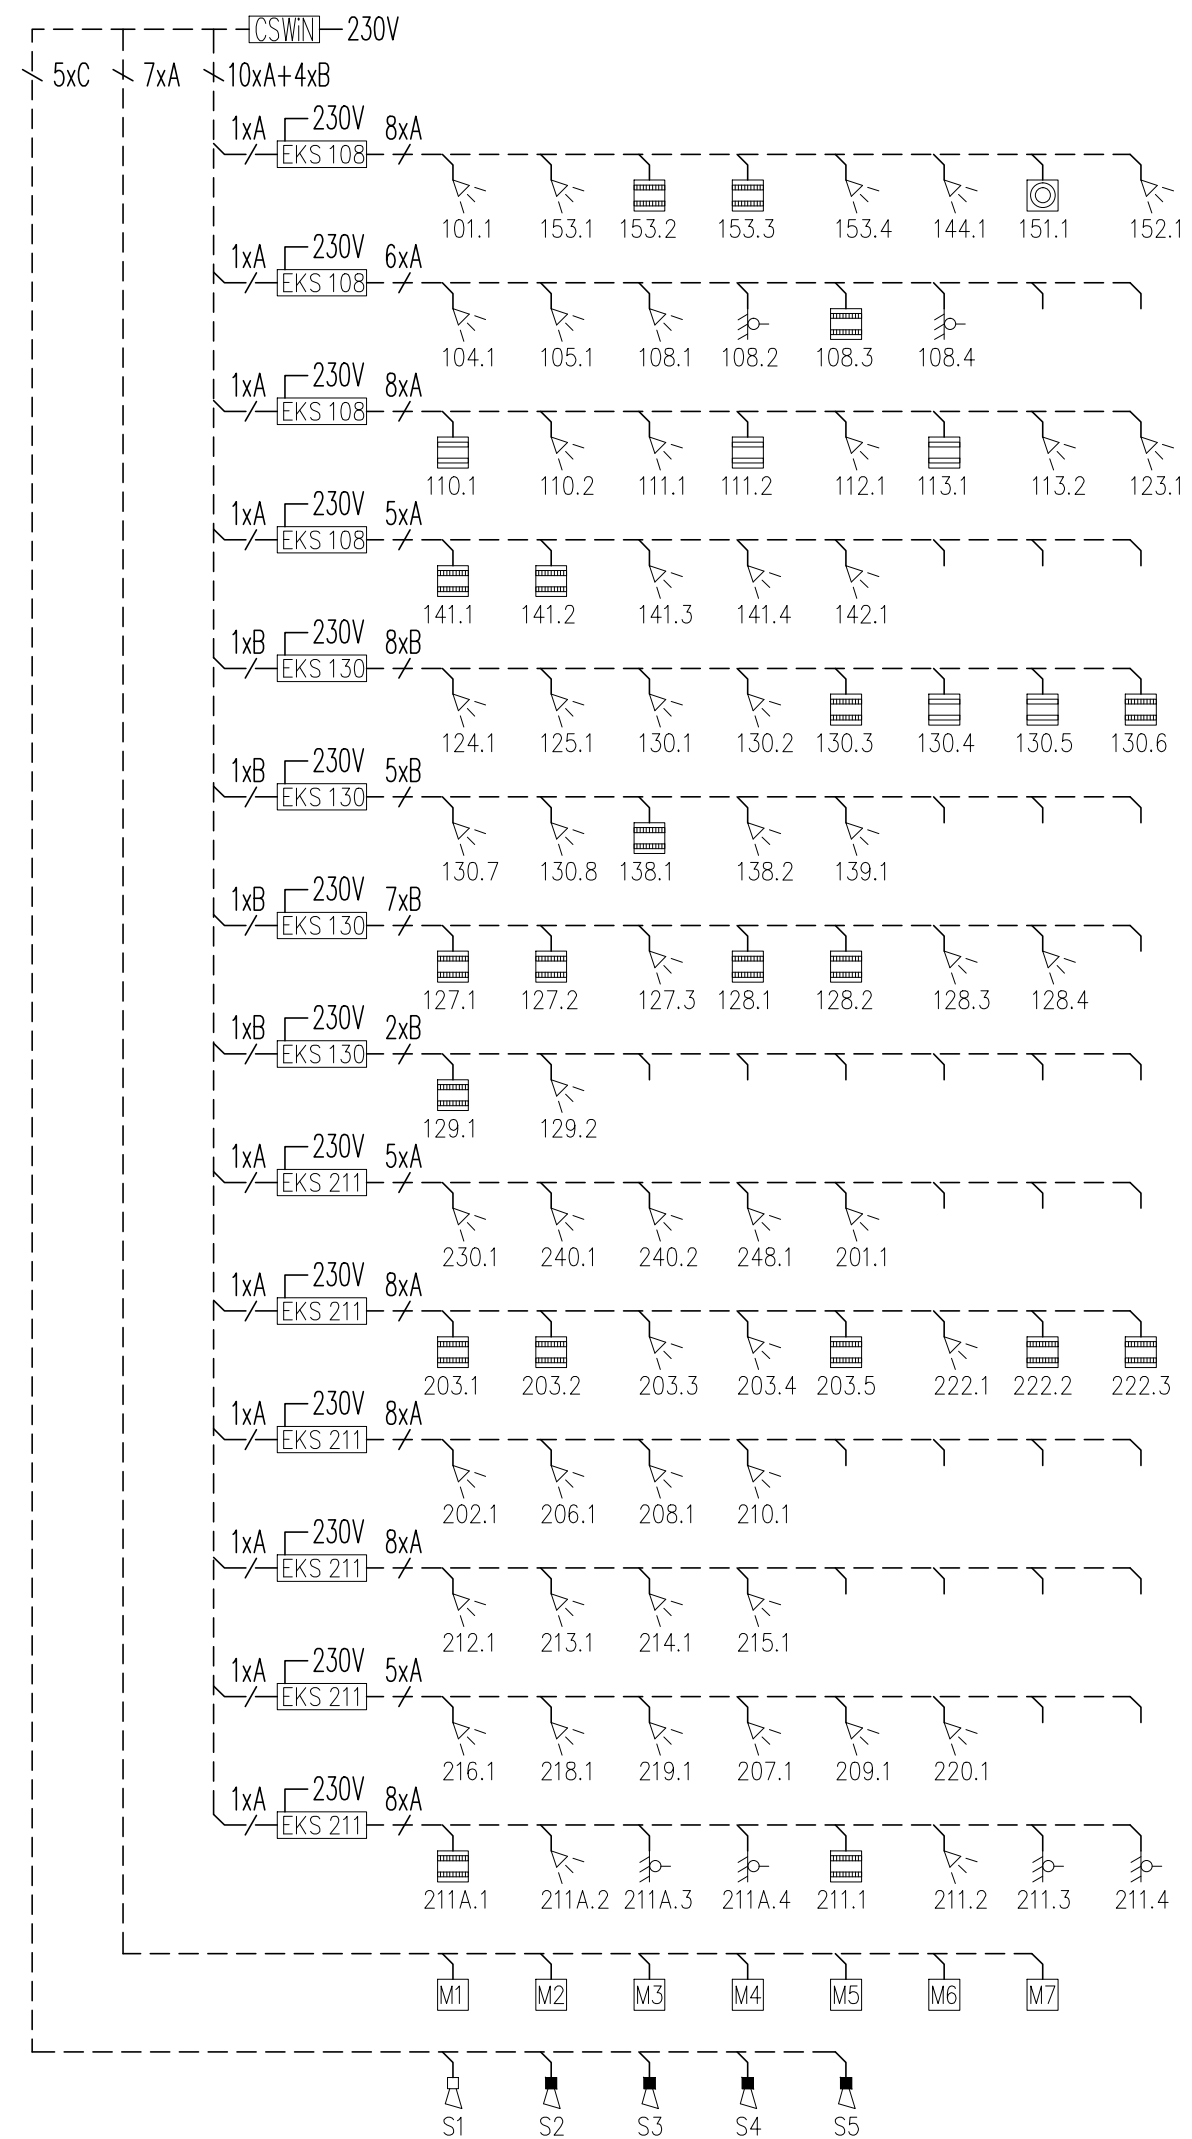 CSWiN 230V
5xC 7xA 10xA+4xB
1xA 230V 8xA
EKS 108
101.1 153.1 153.2 153.3 153.4 144.1 151.1 152.1
1xA 230V 6xA
EKS 108
104.1 105.1 108.1 108.2 108.3 108.4
1xA 230V 8xA
EKS 108
110.1 110.2 111.1 111.2 112.1 113.1 113.2 123.1
1xA 230V 5xA
EKS 108
141.1 141.2 141.3 141.4 142.1
1xB 230V 8xB
EKS 130
124.1 125.1 130.1 130.2 130.3 130.4 130.5 130.6
1xB 230V 5xB
EKS 130
130.7 130.8 138.1 138.2 139.1
1xB 230V 7xB
EKS 130
127.1 127.2 127.3 128.1 128.2 128.3 128.4
1xB 230V 2xB
EKS 130
129.1 129.2
1xA 230V 5xA
EKS 211
230.1 240.1 240.2 248.1 201.1
1xA 230V 8xA
EKS 211
203.1 203.2 203.3 203.4 203.5 222.1 222.2 222.3
1xA 230V 8xA
EKS 211
202.1 206.1 208.1 210.1
1xA 230V 8xA
EKS 211
212.1 213.1 214.1 215.1
1xA 230V 5xA
EKS 211
216.1 218.1 219.1 207.1 209.1 220.1
1xA 230V 8xA
EKS 211
211A.1 211A.2 211A.3 211A.4 211.1 211.2 211.3 211.4
M1 M2 M3 M4 M5 M6 M7
S1 S2 S3 S4 S5